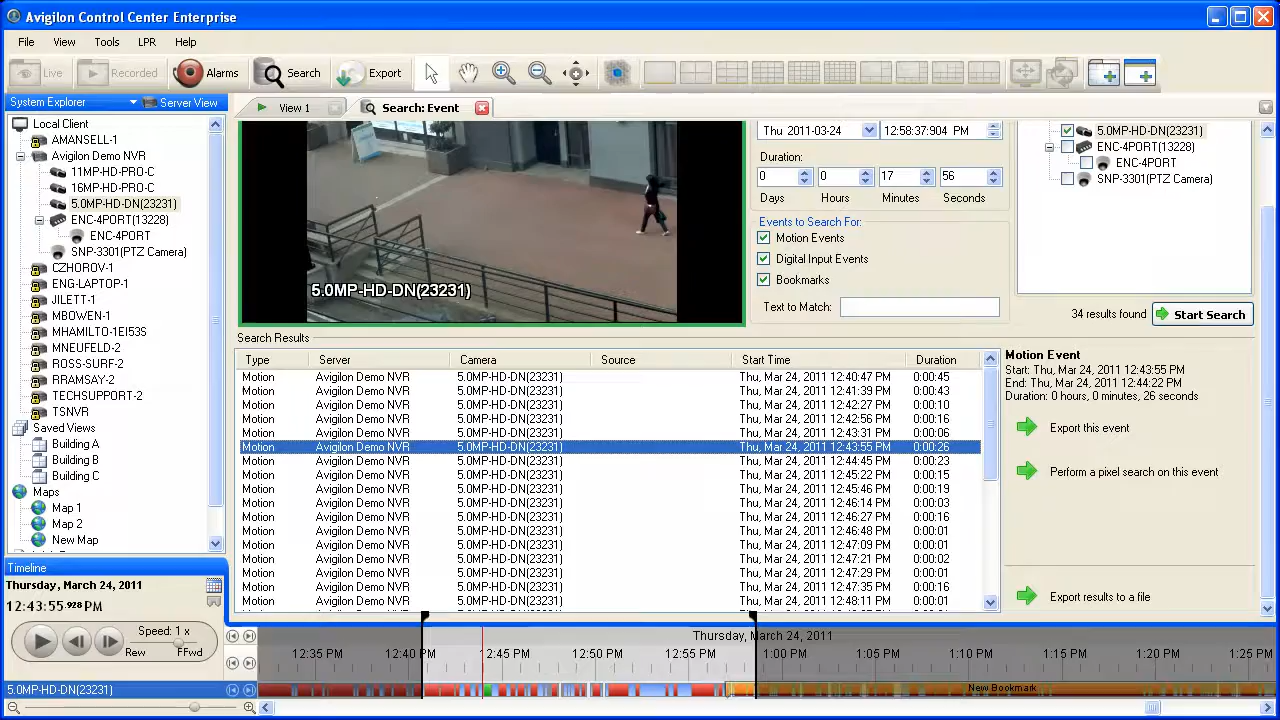 Avigilon Control Center Enterprise
File View Tools LPR Help
Live Recorded Alarms Search Export
System Explorer Server View
View 1 Search: Event
Local Client
AMANSELL-1
Avigilon Demo NVR
11MP-HD-PRO-C
16MP-HD-PRO-C
5.0MP-HD-DN(23231)
ENC-4PORT(13228)
ENC-4PORT
SNP-3301(PTZ Camera)
CZHOROV-1
ENG-LAPTOP-1
JILETT-1
MBOWEN-1
MHAMILTO-1EI53S
MNEUFELD-2
ROSS-SURF-2
RRAMSAY-2
TECHSUPPORT-2
TSNVR
Saved Views
Building A
Building B
Building C
Maps
Map 1
Map 2
New Map
5.0MP-HD-DN(23231)
Thu 2011-03-24 12:58:07:904 PM
Duration:
0 0 17 56
Days Hours Minutes Seconds
Events to Search For:
Motion Events
Digital Input Events
Bookmarks
Text to Match:
5.0MP-HD-DN(23231)
ENC-4PORT(13228)
ENC-4PORT
SNP-3301(PTZ Camera)
34 results found Start Search
Search Results
Type Server Camera Source Start Time Duration
Motion Avigilon Demo NVR 5.0MP-HD-DN(23231) Thu, Mar 24, 2011 12:40:47 PM 0:00:45
Motion Avigilon Demo NVR 5.0MP-HD-DN(23231) Thu, Mar 24, 2011 12:41:39 PM 0:00:43
Motion Avigilon Demo NVR 5.0MP-HD-DN(23231) Thu, Mar 24, 2011 12:42:27 PM 0:00:10
Motion Avigilon Demo NVR 5.0MP-HD-DN(23231) Thu, Mar 24, 2011 12:42:56 PM 0:00:16
Motion Avigilon Demo NVR 5.0MP-HD-DN(23231) Thu, Mar 24, 2011 12:43:31 PM 0:00:06
Motion Avigilon Demo NVR 5.0MP-HD-DN(23231) Thu, Mar 24, 2011 12:43:55 PM 0:00:26
Motion Avigilon Demo NVR 5.0MP-HD-DN(23231) Thu, Mar 24, 2011 12:44:45 PM 0:00:23
Motion Avigilon Demo NVR 5.0MP-HD-DN(23231) Thu, Mar 24, 2011 12:45:22 PM 0:00:15
Motion Avigilon Demo NVR 5.0MP-HD-DN(23231) Thu, Mar 24, 2011 12:45:46 PM 0:00:19
Motion Avigilon Demo NVR 5.0MP-HD-DN(23231) Thu, Mar 24, 2011 12:46:14 PM 0:00:03
Motion Avigilon Demo NVR 5.0MP-HD-DN(23231) Thu, Mar 24, 2011 12:46:27 PM 0:00:16
Motion Avigilon Demo NVR 5.0MP-HD-DN(23231) Thu, Mar 24, 2011 12:46:48 PM 0:00:01
Motion Avigilon Demo NVR 5.0MP-HD-DN(23231) Thu, Mar 24, 2011 12:47:09 PM 0:00:01
Motion Avigilon Demo NVR 5.0MP-HD-DN(23231) Thu, Mar 24, 2011 12:47:21 PM 0:00:02
Motion Avigilon Demo NVR 5.0MP-HD-DN(23231) Thu, Mar 24, 2011 12:47:29 PM 0:00:01
Motion Avigilon Demo NVR 5.0MP-HD-DN(23231) Thu, Mar 24, 2011 12:47:35 PM 0:00:16
Motion Avigilon Demo NVR 5.0MP-HD-DN(23231) Thu, Mar 24, 2011 12:48:11 PM 0:00:01
Motion Event
Start: Thu, Mar 24, 2011 12:43:55 PM
End: Thu, Mar 24, 2011 12:44:22 PM
Duration: 0 hours, 0 minutes, 26 seconds
Export this event
Perform a pixel search on this event
Export results to a file
Timeline
Thursday, March 24, 2011
12:43:55.928 PM
Speed: 1 x
Rew FFwd
Thursday, March 24, 2011
12:35 PM 12:40 PM 12:45 PM 12:50 PM 12:55 PM 1:00 PM 1:05 PM 1:10 PM 1:15 PM 1:20 PM 1:25 PM
5.0MP-HD-DN(23231) New Bookmark